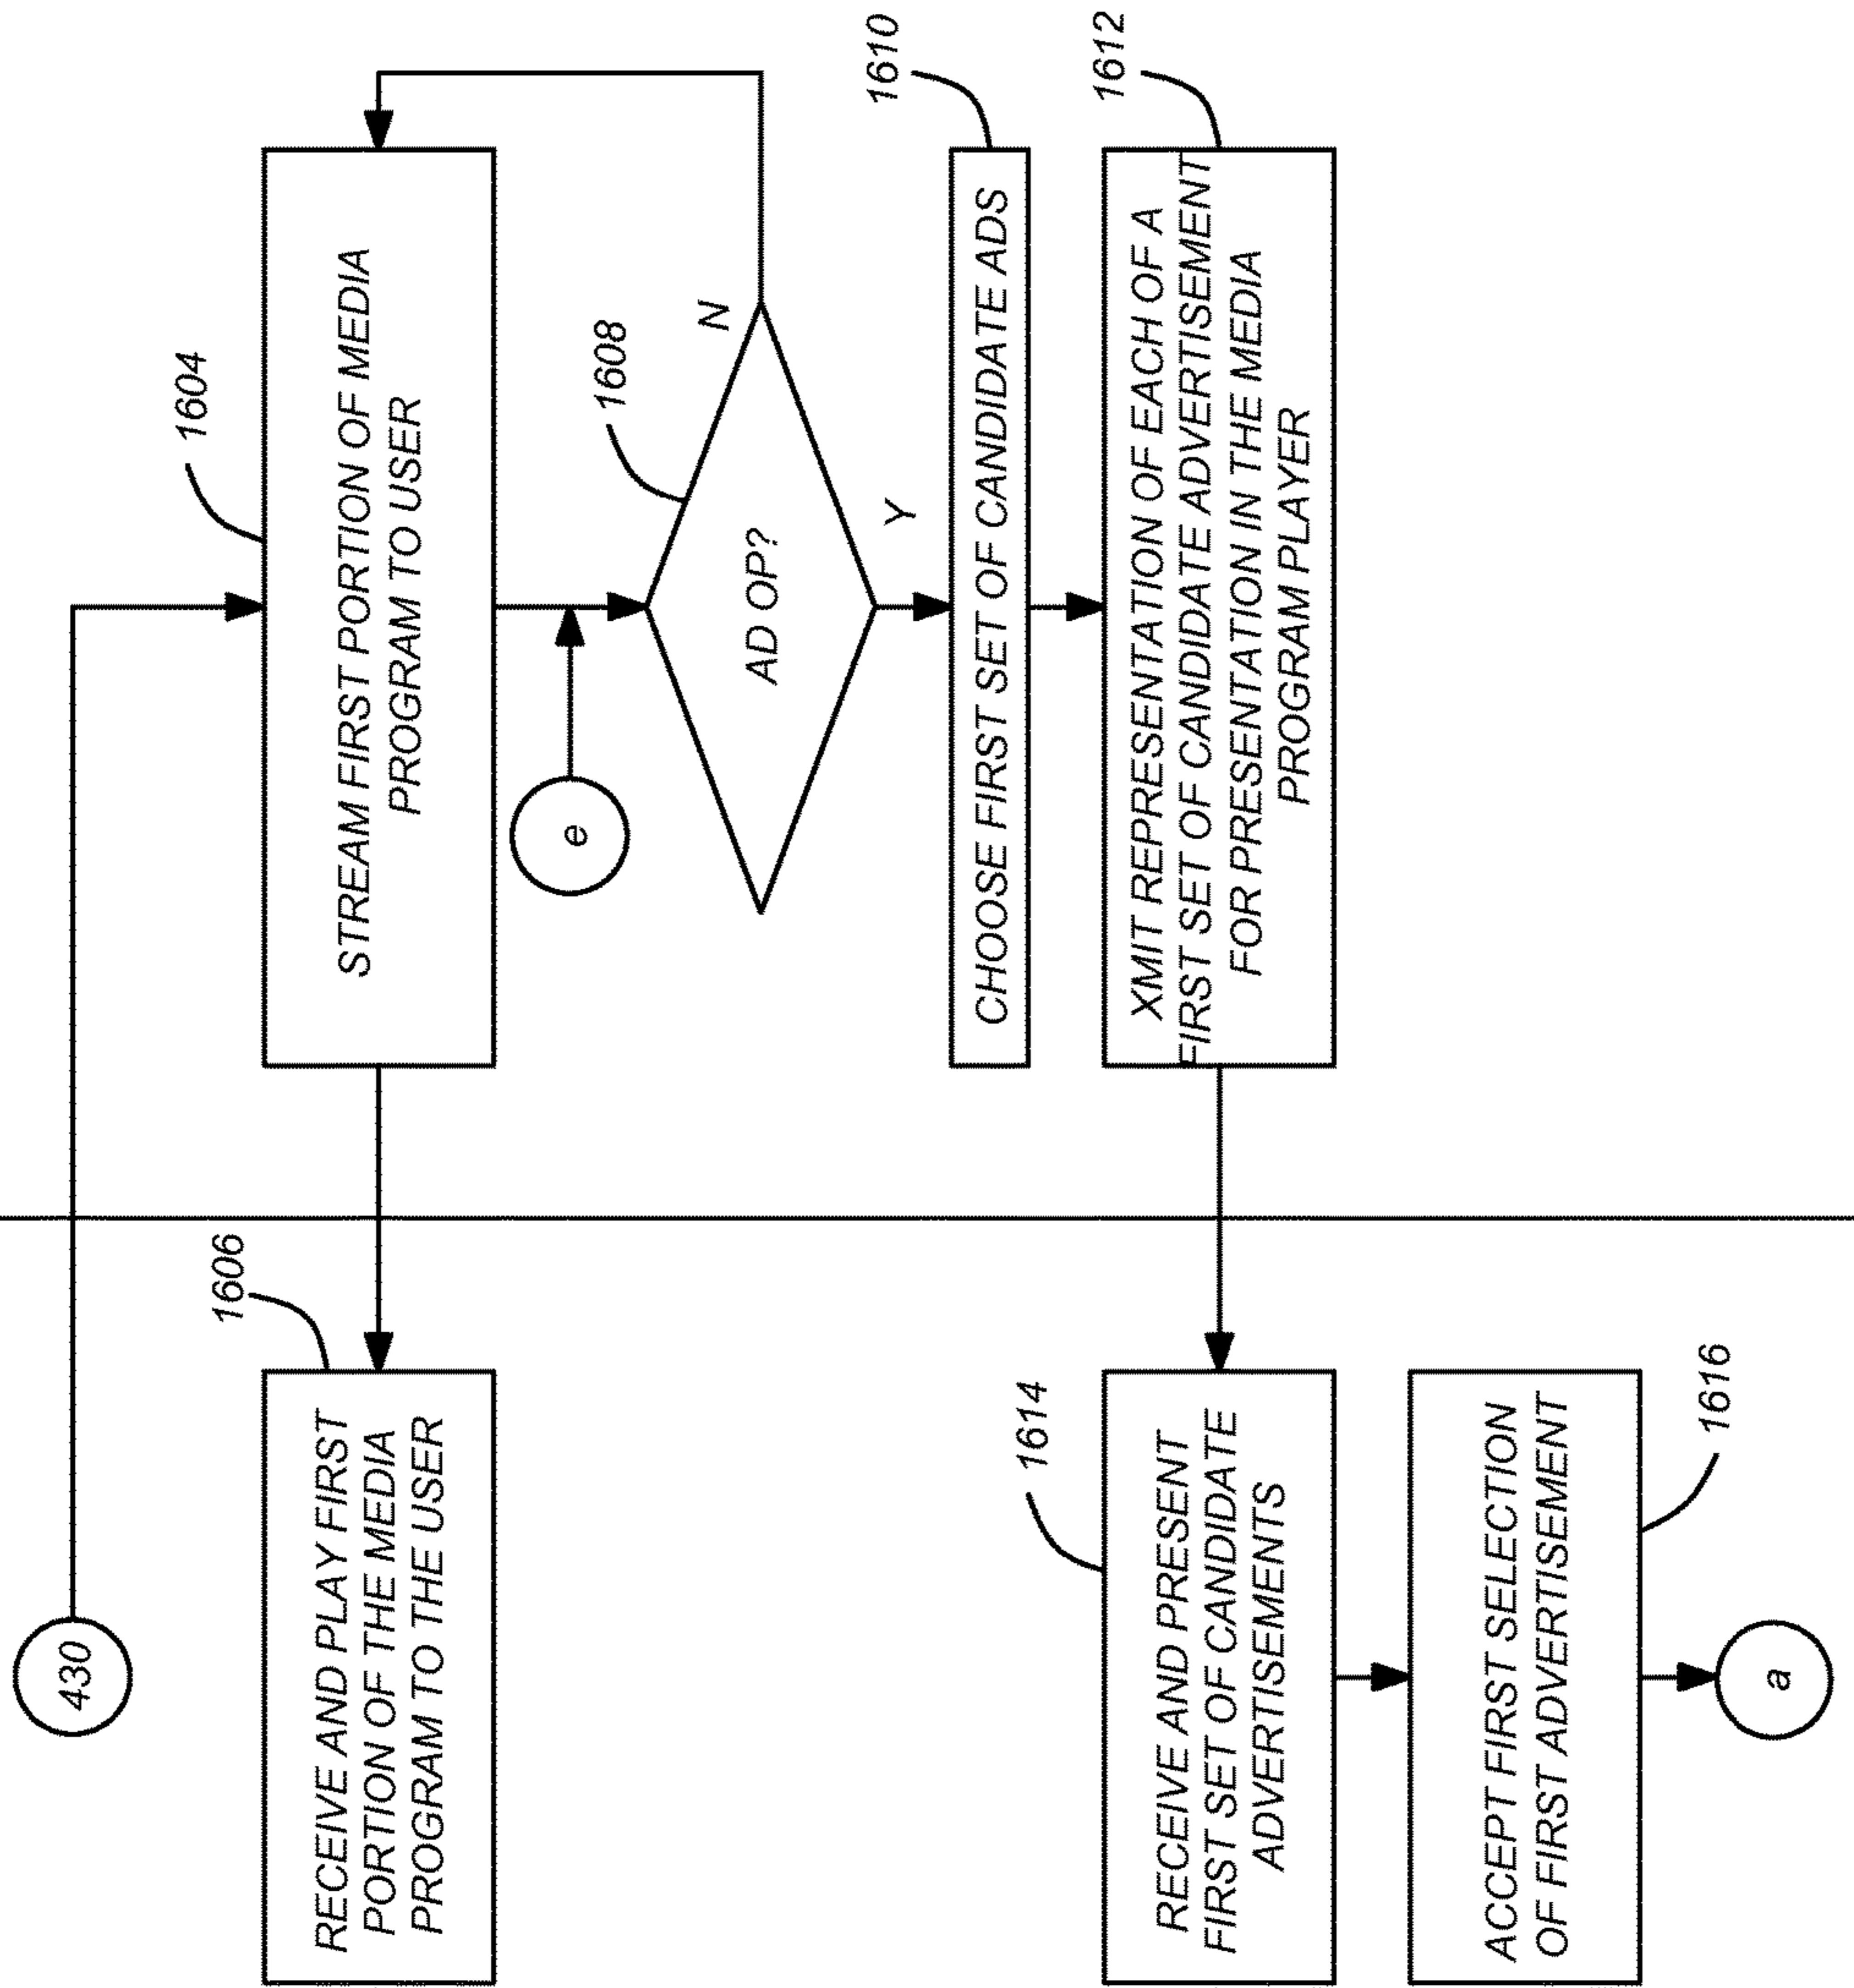 430
1604
STREAM FIRST PORTION OF MEDIA
PROGRAM TO USER
1606
RECEIVE AND PLAY FIRST
PORTION OF THE MEDIA
PROGRAM TO THE USER
e
1608
AD OP?
N
Y
1610
CHOOSE FIRST SET OF CANDIDATE ADS
1612
XMIT REPRESENTATION OF EACH OF A
FIRST SET OF CANDIDATE ADVERTISEMENT
FOR PRESENTATION IN THE MEDIA
PROGRAM PLAYER
1614
RECEIVE AND PRESENT
FIRST SET OF CANDIDATE
ADVERTISEMENTS
ACCEPT FIRST SELECTION
OF FIRST ADVERTISEMENT
1616
a